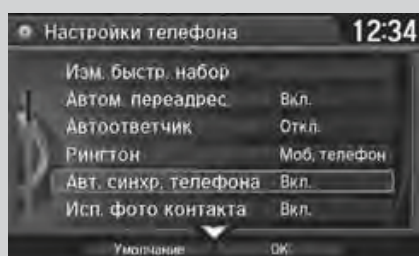 Настройки телефона 12:34
Изм. быстр. набор
Автом. переадрес. Вкл.
Автоответчик Откл.
Рингтон Моб. телефон
Авт. синхр. телефона Вкл.
Исп. фото контакта Вкл.
Умолчание OK